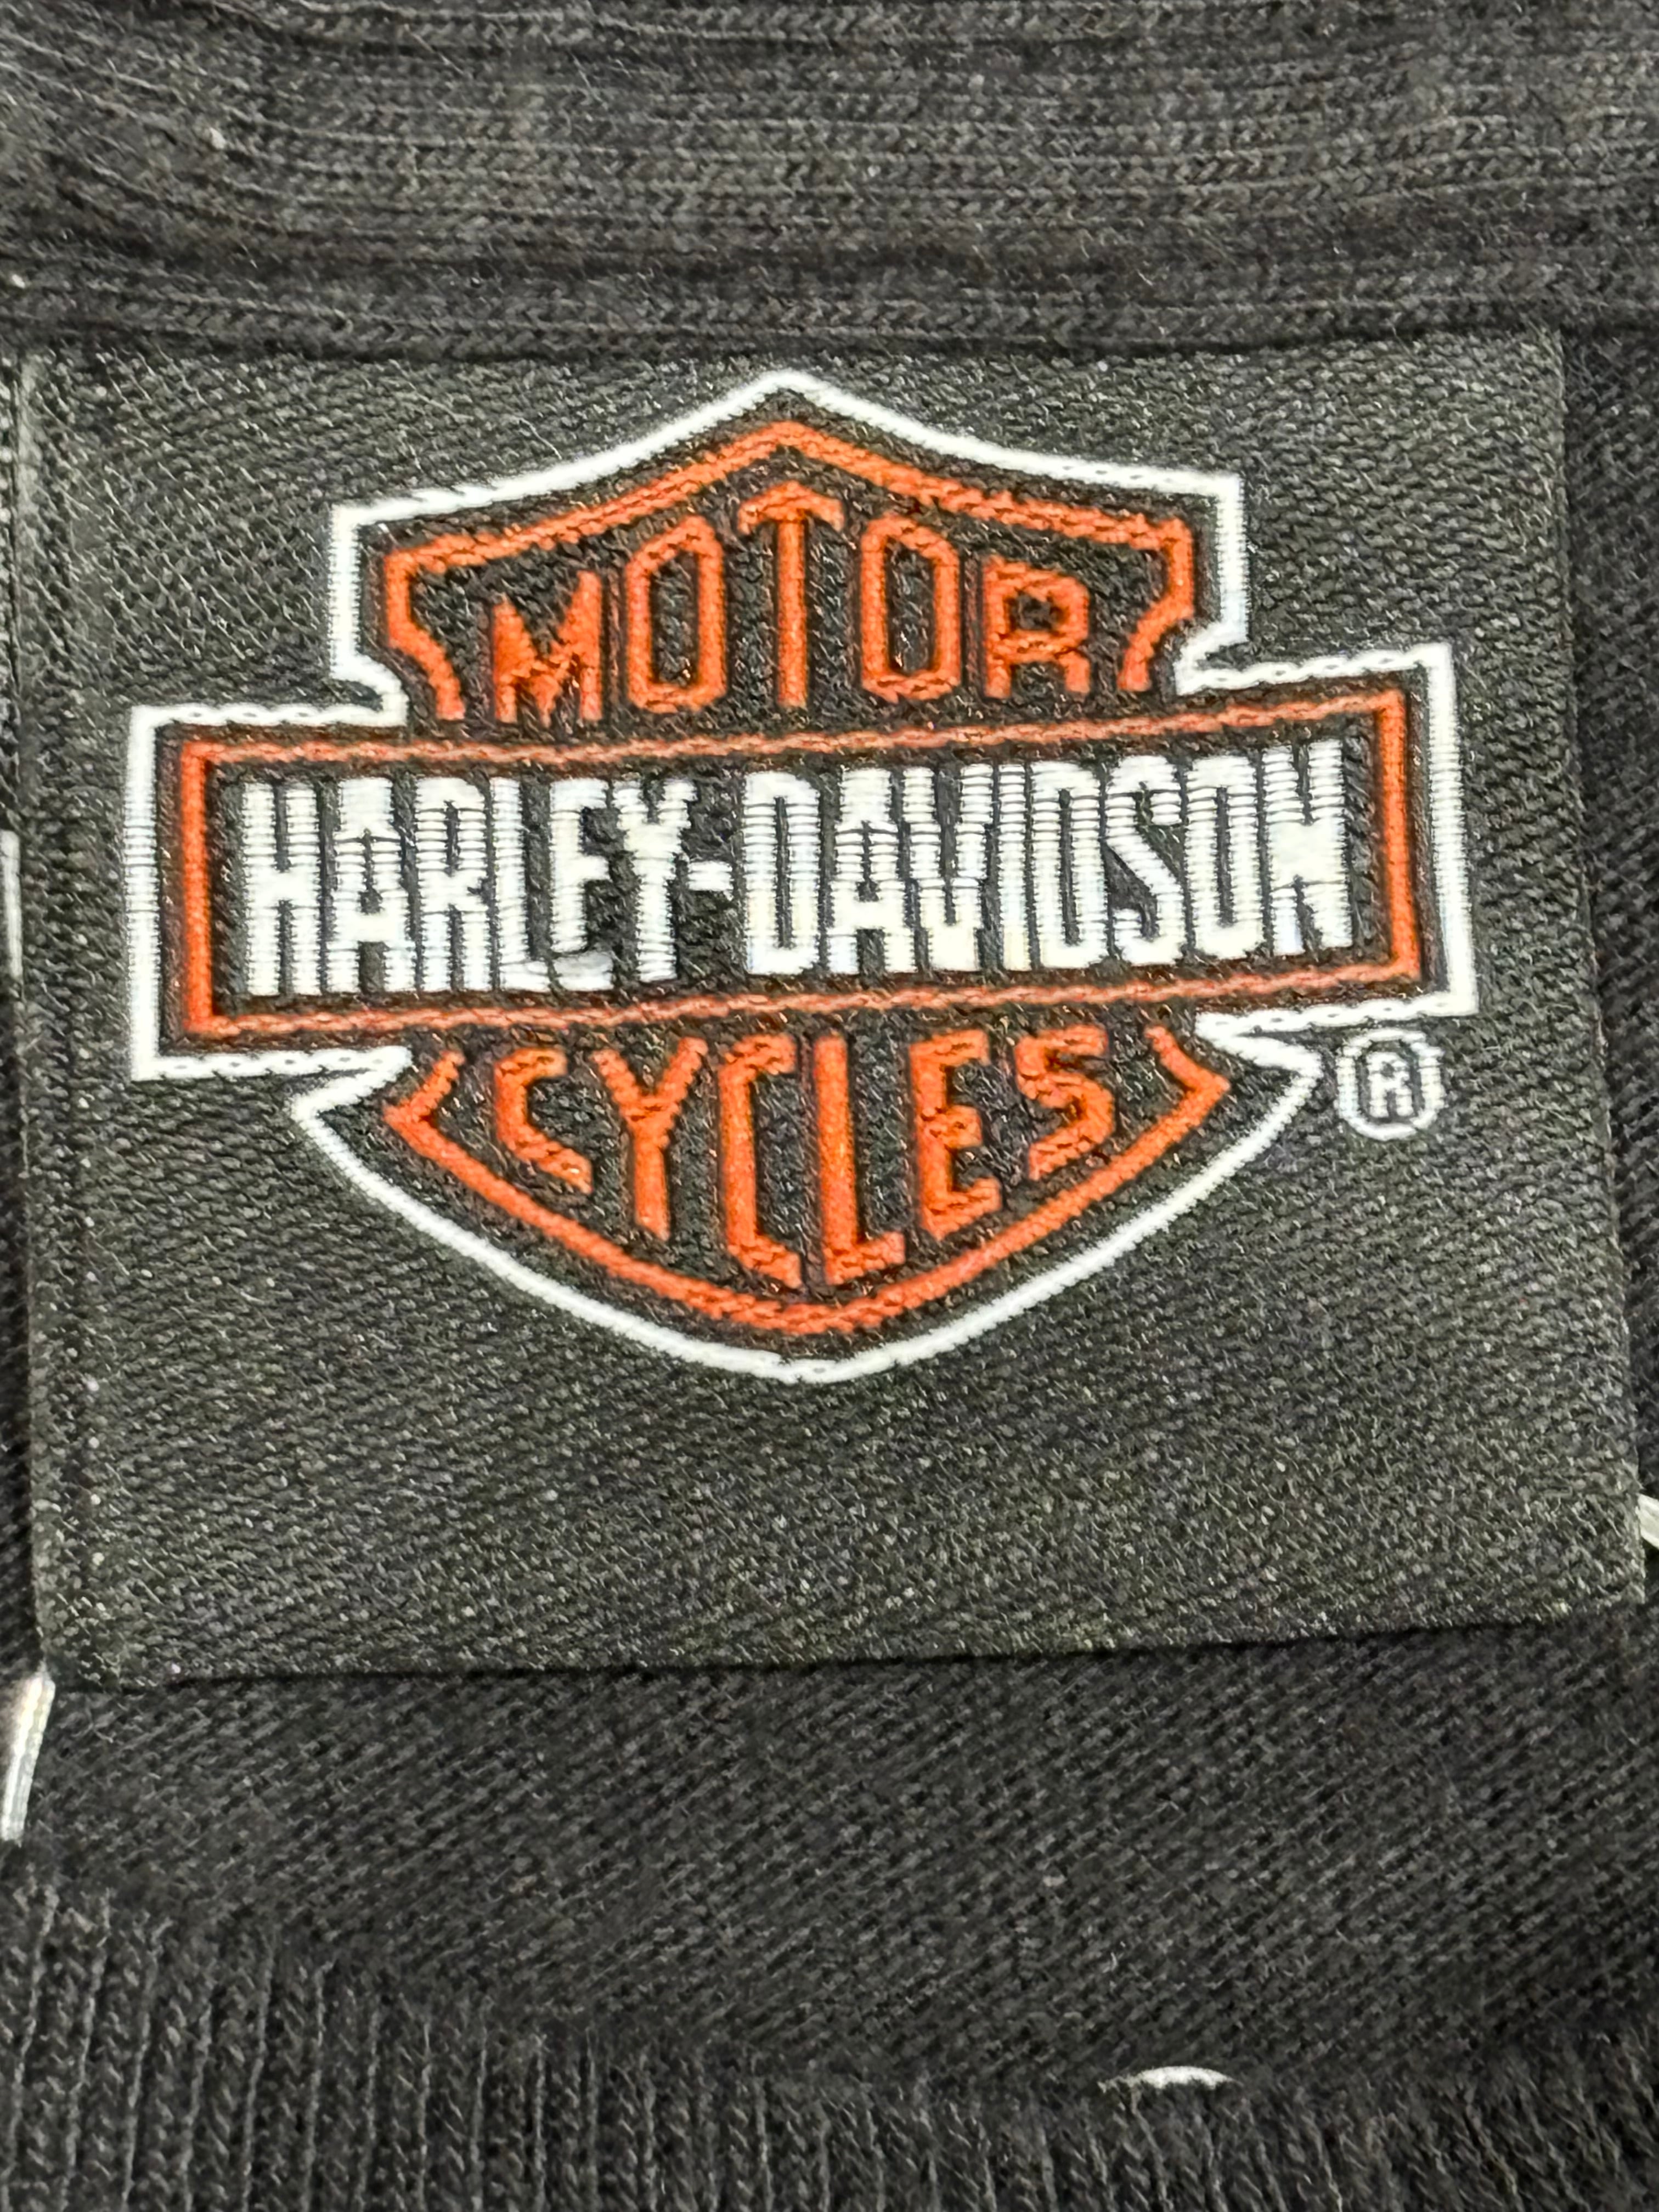 MOTOR
HARLEY-DAVIDSON
CYCLES
®